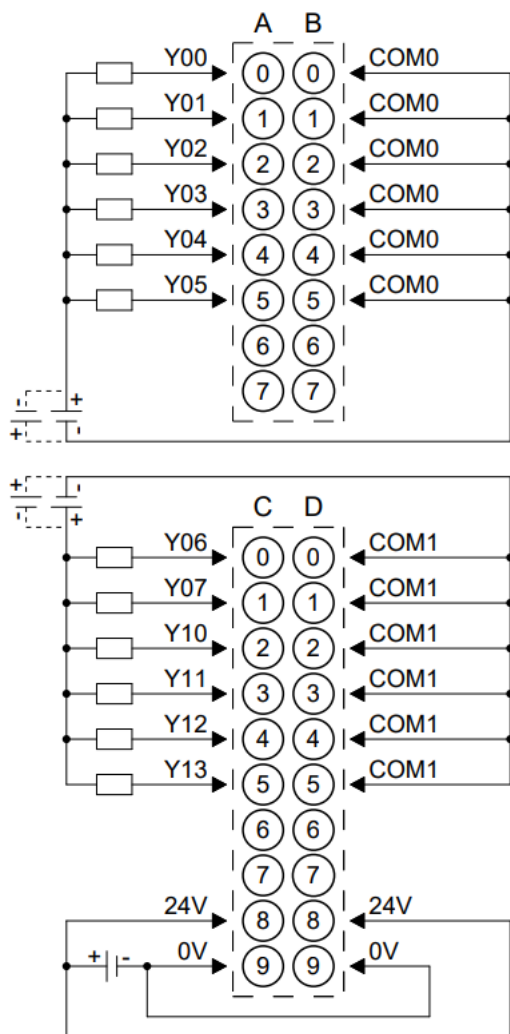 A B
Y00 0 0 COM0
Y01 1 1 COM0
Y02 2 2 COM0
Y03 3 3 COM0
Y04 4 4 COM0
Y05 5 5 COM0
6 6
7 7
- +
+ -
+ -
- +
C D
Y06 0 0 COM1
Y07 1 1 COM1
Y10 2 2 COM1
Y11 3 3 COM1
Y12 4 4 COM1
Y13 5 5 COM1
6 6
7 7
24V 8 8 24V
+ - 0V 9 9 0V